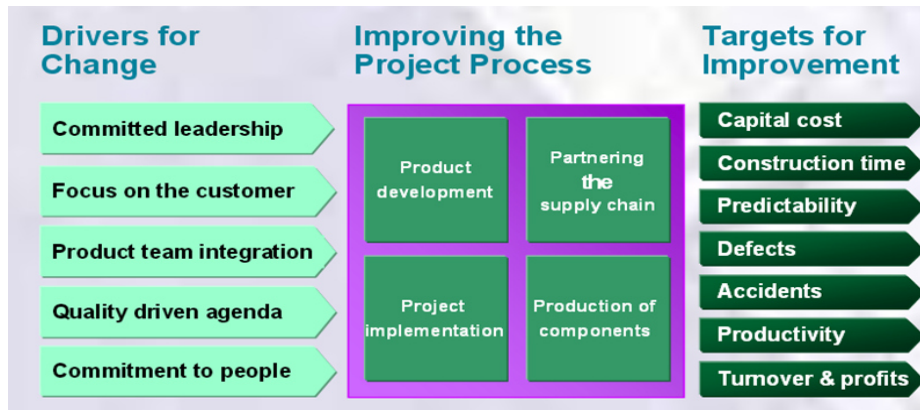 Drivers for
Change
Committed leadership
Focus on the customer
Product team integration
Quality driven agenda
Commitment to people
Improving the
Project Process
Product
development
Partnering
the
supply chain
Project
implementation
Production of
components
Targets for
Improvement
Capital cost
Construction time
Predictability
Defects
Accidents
Productivity
Turnover & profits